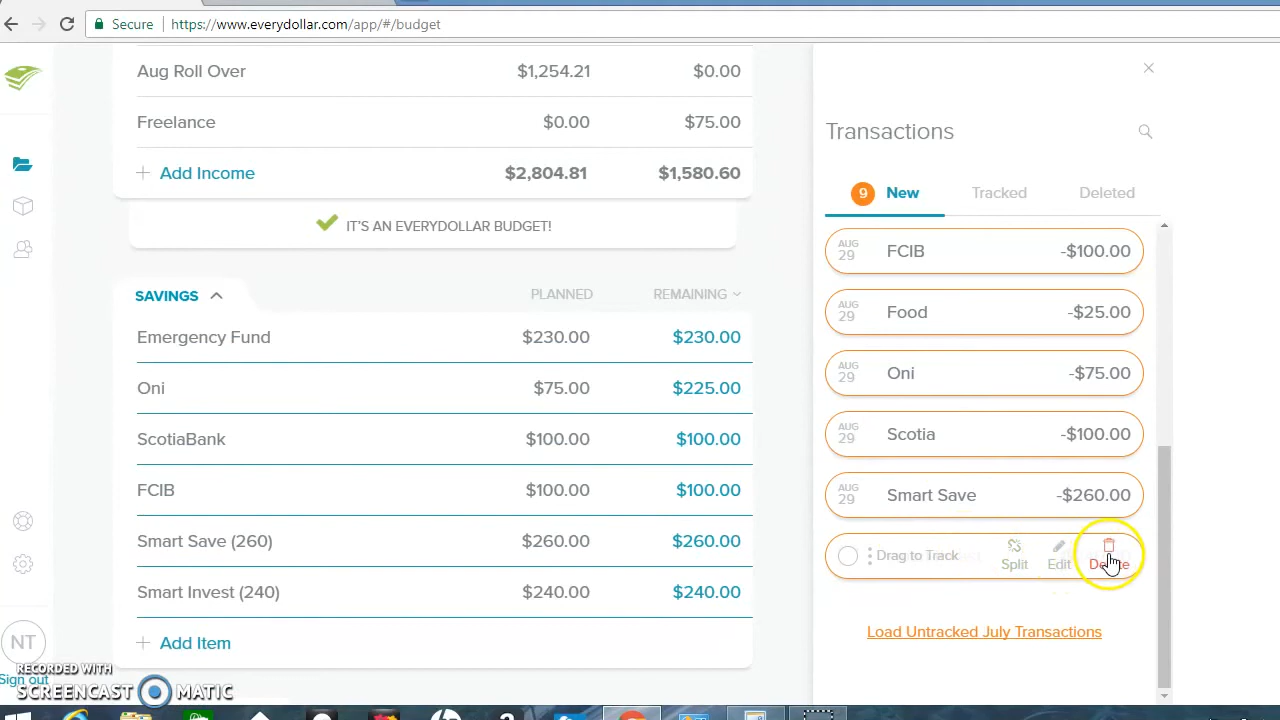 Secure https://www.everydollar.com/app/#/budget
Aug Roll Over $1,254.21 $0.00
Freelance $0.00 $75.00
+ Add Income $2,804.81 $1,580.60
IT'S AN EVERYDOLLAR BUDGET!
SAVINGS PLANNED REMAINING
Emergency Fund $230.00 $230.00
Oni $75.00 $225.00
ScotiaBank $100.00 $100.00
FCIB $100.00 $100.00
Smart Save (260) $260.00 $260.00
Smart Invest (240) $240.00 $240.00
+ Add Item
Transactions
9 New Tracked Deleted
AUG 29 FCIB -$100.00
AUG 29 Food -$25.00
AUG 29 Oni -$75.00
AUG 29 Scotia -$100.00
AUG 29 Smart Save -$260.00
Drag to Track Split Edit Delete
Load Untracked July Transactions
NT
Sign out
RECORDED WITH
SCREENCAST MATIC